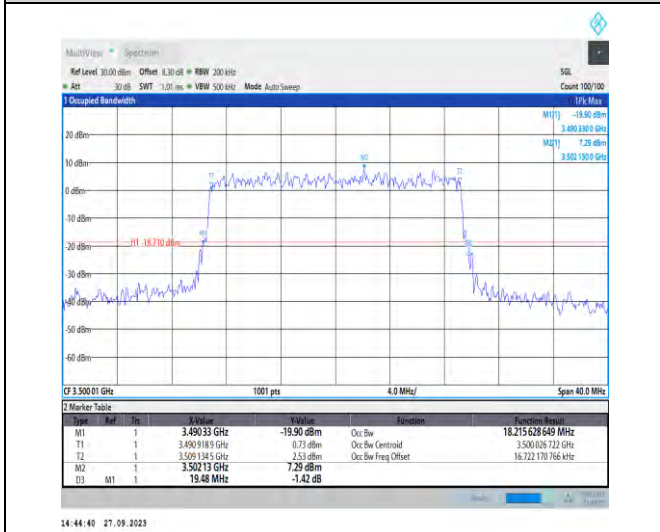 MultiView Spectrum
Ref Level 30.00 dBm Offset 8.30 dB RBW 200 kHz SGL
Att 30 dB SWT 1.01 ms VBW 500 kHz Mode Auto Sweep Count 100/100
1 Occupied Bandwidth 1Pk Max
M1[1] -19.90 dBm
3.490 330 0 GHz
M2[1] 7.29 dBm
3.502 130 0 GHz
20 dBm
M2
T1 T2
10 dBm
0 dBm
-10 dBm
M1
H1 -18.710 dBm
-20 dBm
-30 dBm
-40 dBm
-50 dBm
-60 dBm
CF 3.500 01 GHz 1001 pts 4.0 MHz/ Span 40.0 MHz
2 Marker Table
Type Ref Trc X-Value Y-Value Function Function Result
M1 1 3.490 33 GHz -19.90 dBm Occ Bw 18.215 628 649 MHz
T1 1 3.490 918 9 GHz 0.73 dBm Occ Bw Centroid 3.500 026 722 GHz
T2 1 3.509 134 5 GHz 2.53 dBm Occ Bw Freq Offset 16.722 170 766 kHz
M2 1 3.502 13 GHz 7.29 dBm
D3 M1 1 19.48 MHz -1.42 dB
14:44:40 27.09.2023